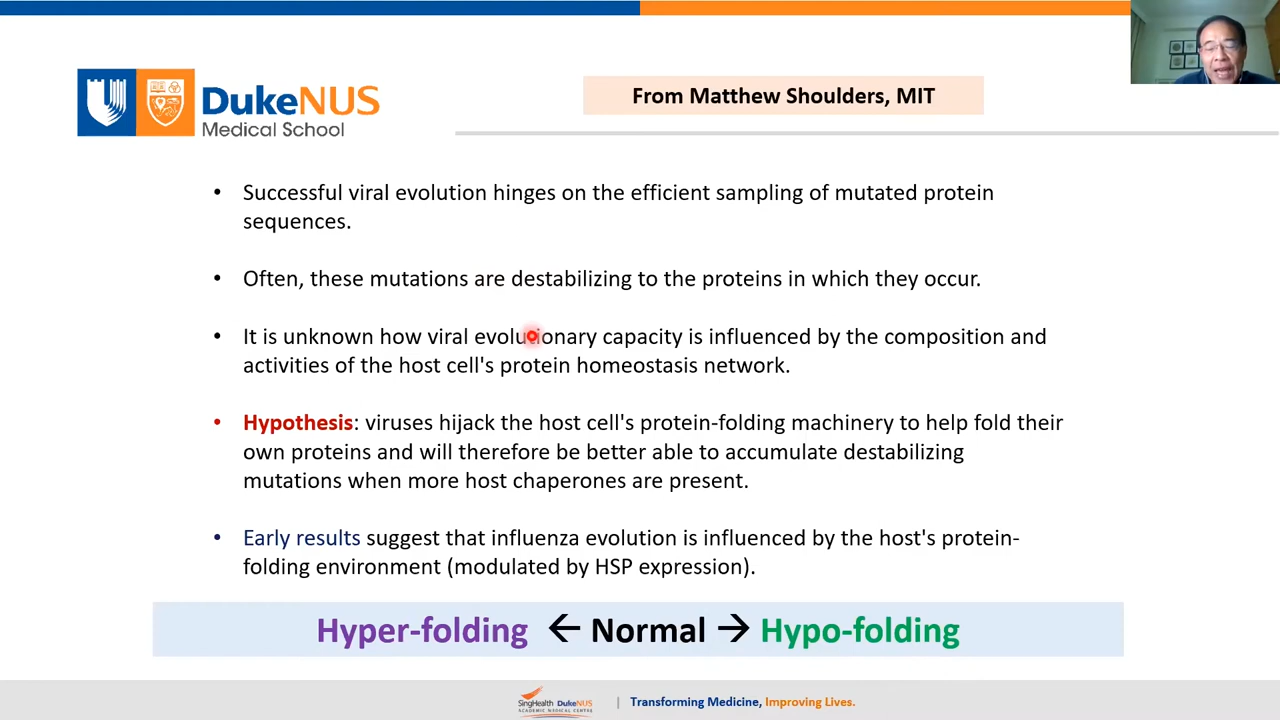 DukeNUS
Medical School
From Matthew Shoulders, MIT
• Successful viral evolution hinges on the efficient sampling of mutated protein
sequences.
• Often, these mutations are destabilizing to the proteins in which they occur.
• It is unknown how viral evolutionary capacity is influenced by the composition and
activities of the host cell's protein homeostasis network.
• Hypothesis: viruses hijack the host cell's protein-folding machinery to help fold their
own proteins and will therefore be better able to accumulate destabilizing
mutations when more host chaperones are present.
• Early results suggest that influenza evolution is influenced by the host's protein-
folding environment (modulated by HSP expression).
Hyper-folding ← Normal → Hypo-folding
SingHealth DukeNUS
ACADEMIC MEDICAL CENTRE
| Transforming Medicine, Improving Lives.